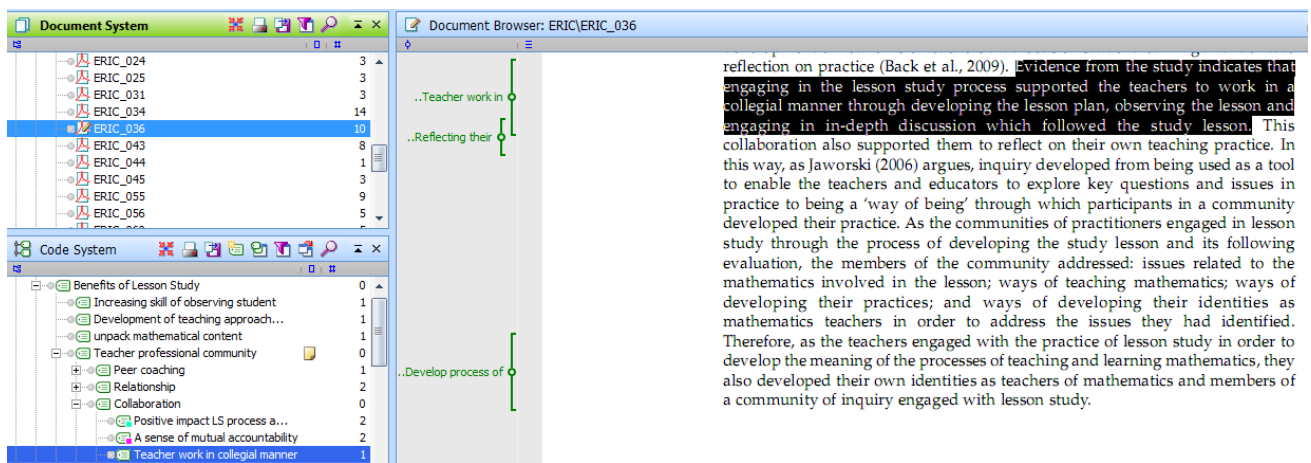 Document System
ERIC_024 3
ERIC_025 3
ERIC_031 3
ERIC_034 14
ERIC_036 10
ERIC_043 8
ERIC_044 1
ERIC_045 3
ERIC_055 9
ERIC_056 5
Code System
Benefits of Lesson Study 0
Increasing skill of observing student 1
Development of teaching approach... 1
unpack mathematical content 1
Teacher professional community 0
Peer coaching 1
Relationship 2
Collaboration 0
Positive impact LS process a... 2
A sense of mutual accountability 2
Teacher work in collegial manner 1
Document Browser: ERIC\ERIC_036
..Teacher work in
..Reflecting their
..Develop process of
reflection on practice (Back et al., 2009). Evidence from the study indicates that
engaging in the lesson study process supported the teachers to work in a
collegial manner through developing the lesson plan, observing the lesson and
engaging in in-depth discussion which followed the study lesson. This
collaboration also supported them to reflect on their own teaching practice. In
this way, as Jaworski (2006) argues, inquiry developed from being used as a tool
to enable the teachers and educators to explore key questions and issues in
practice to being a ‘way of being’ through which participants in a community
developed their practice. As the communities of practitioners engaged in lesson
study through the process of developing the study lesson and its following
evaluation, the members of the community addressed: issues related to the
mathematics involved in the lesson; ways of teaching mathematics; ways of
developing their practices; and ways of developing their identities as
mathematics teachers in order to address the issues they had identified.
Therefore, as the teachers engaged with the practice of lesson study in order to
develop the meaning of the processes of teaching and learning mathematics, they
also developed their own identities as teachers of mathematics and members of
a community of inquiry engaged with lesson study.